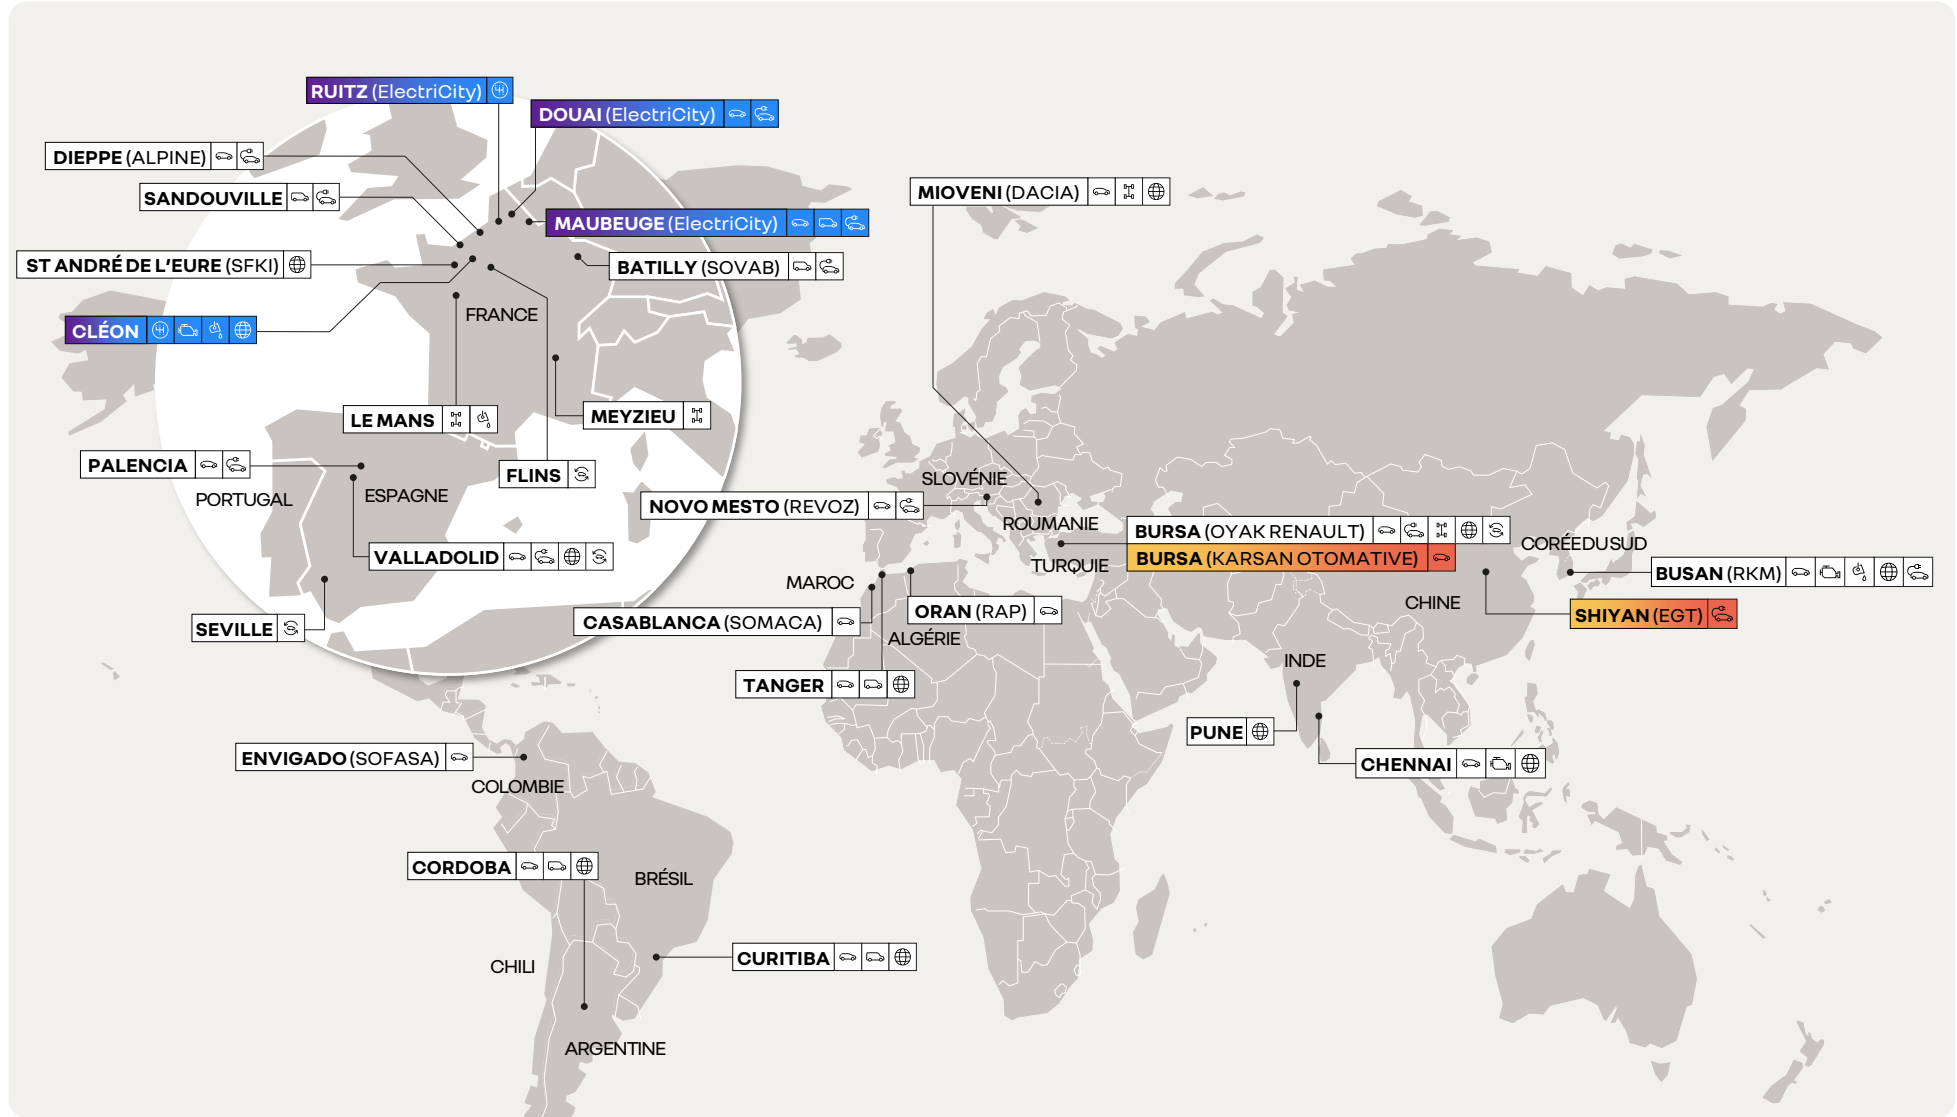 RUITZ (ElectriCity)
DOUAI (ElectriCity)
DIEPPE (ALPINE)
SANDOUVILLE
MIOVENI (DACIA)
MAUBEUGE (ElectriCity)
ST ANDRÉ DE L'EURE (SFKI)
BATILLY (SOVAB)
FRANCE
CLÉON
LE MANS
MEYZIEU
PALENCIA
FLINS
PORTUGAL
ESPAGNE
SLOVÉNIE
NOVO MESTO (REVOZ)
ROUMANIE
BURSA (OYAK RENAULT)
CORÉE DU SUD
VALLADOLID
BURSA (KARSAN OTOMATIVE)
TURQUIE
BUSAN (RKM)
MAROC
CHINE
ORAN (RAP)
SHIYAN (EGT)
CASABLANCA (SOMACA)
SEVILLE
ALGÉRIE
INDE
TANGER
PUNE
ENVIGADO (SOFASA)
CHENNAI
COLOMBIE
CORDOBA
BRÉSIL
CURITIBA
CHILI
ARGENTINE